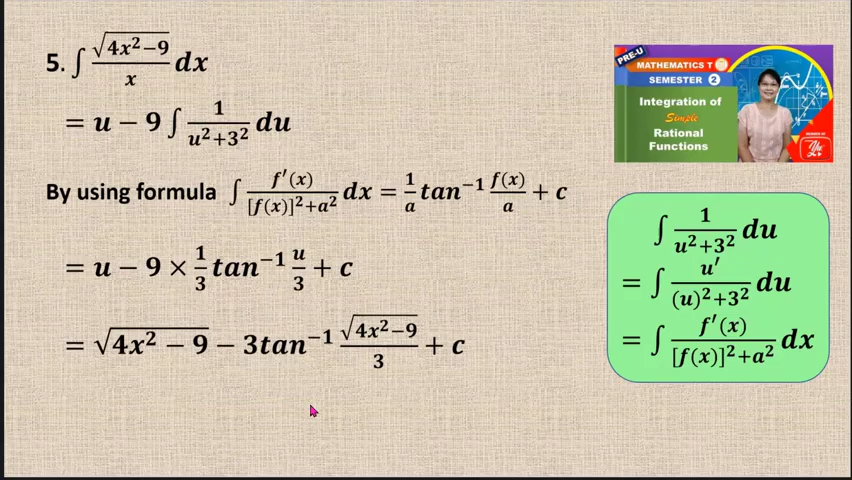 5. ∫ √(4x²−9)/x dx
= u − 9 ∫ 1/(u²+3²) du
By using formula ∫ f′(x)/([f(x)]²+a²) dx = 1/a tan⁻¹ f(x)/a + c
= u − 9 × 1/3 tan⁻¹ u/3 + c
= √(4x² − 9) − 3tan⁻¹ √(4x²−9)/3 + c
PRE-U
MATHEMATICS T
SEMESTER 2
Integration of
Simple
Rational
Functions
∫ 1/(u²+3²) du
= ∫ u′/((u)²+3²) du
= ∫ f′(x)/([f(x)]²+a²) dx